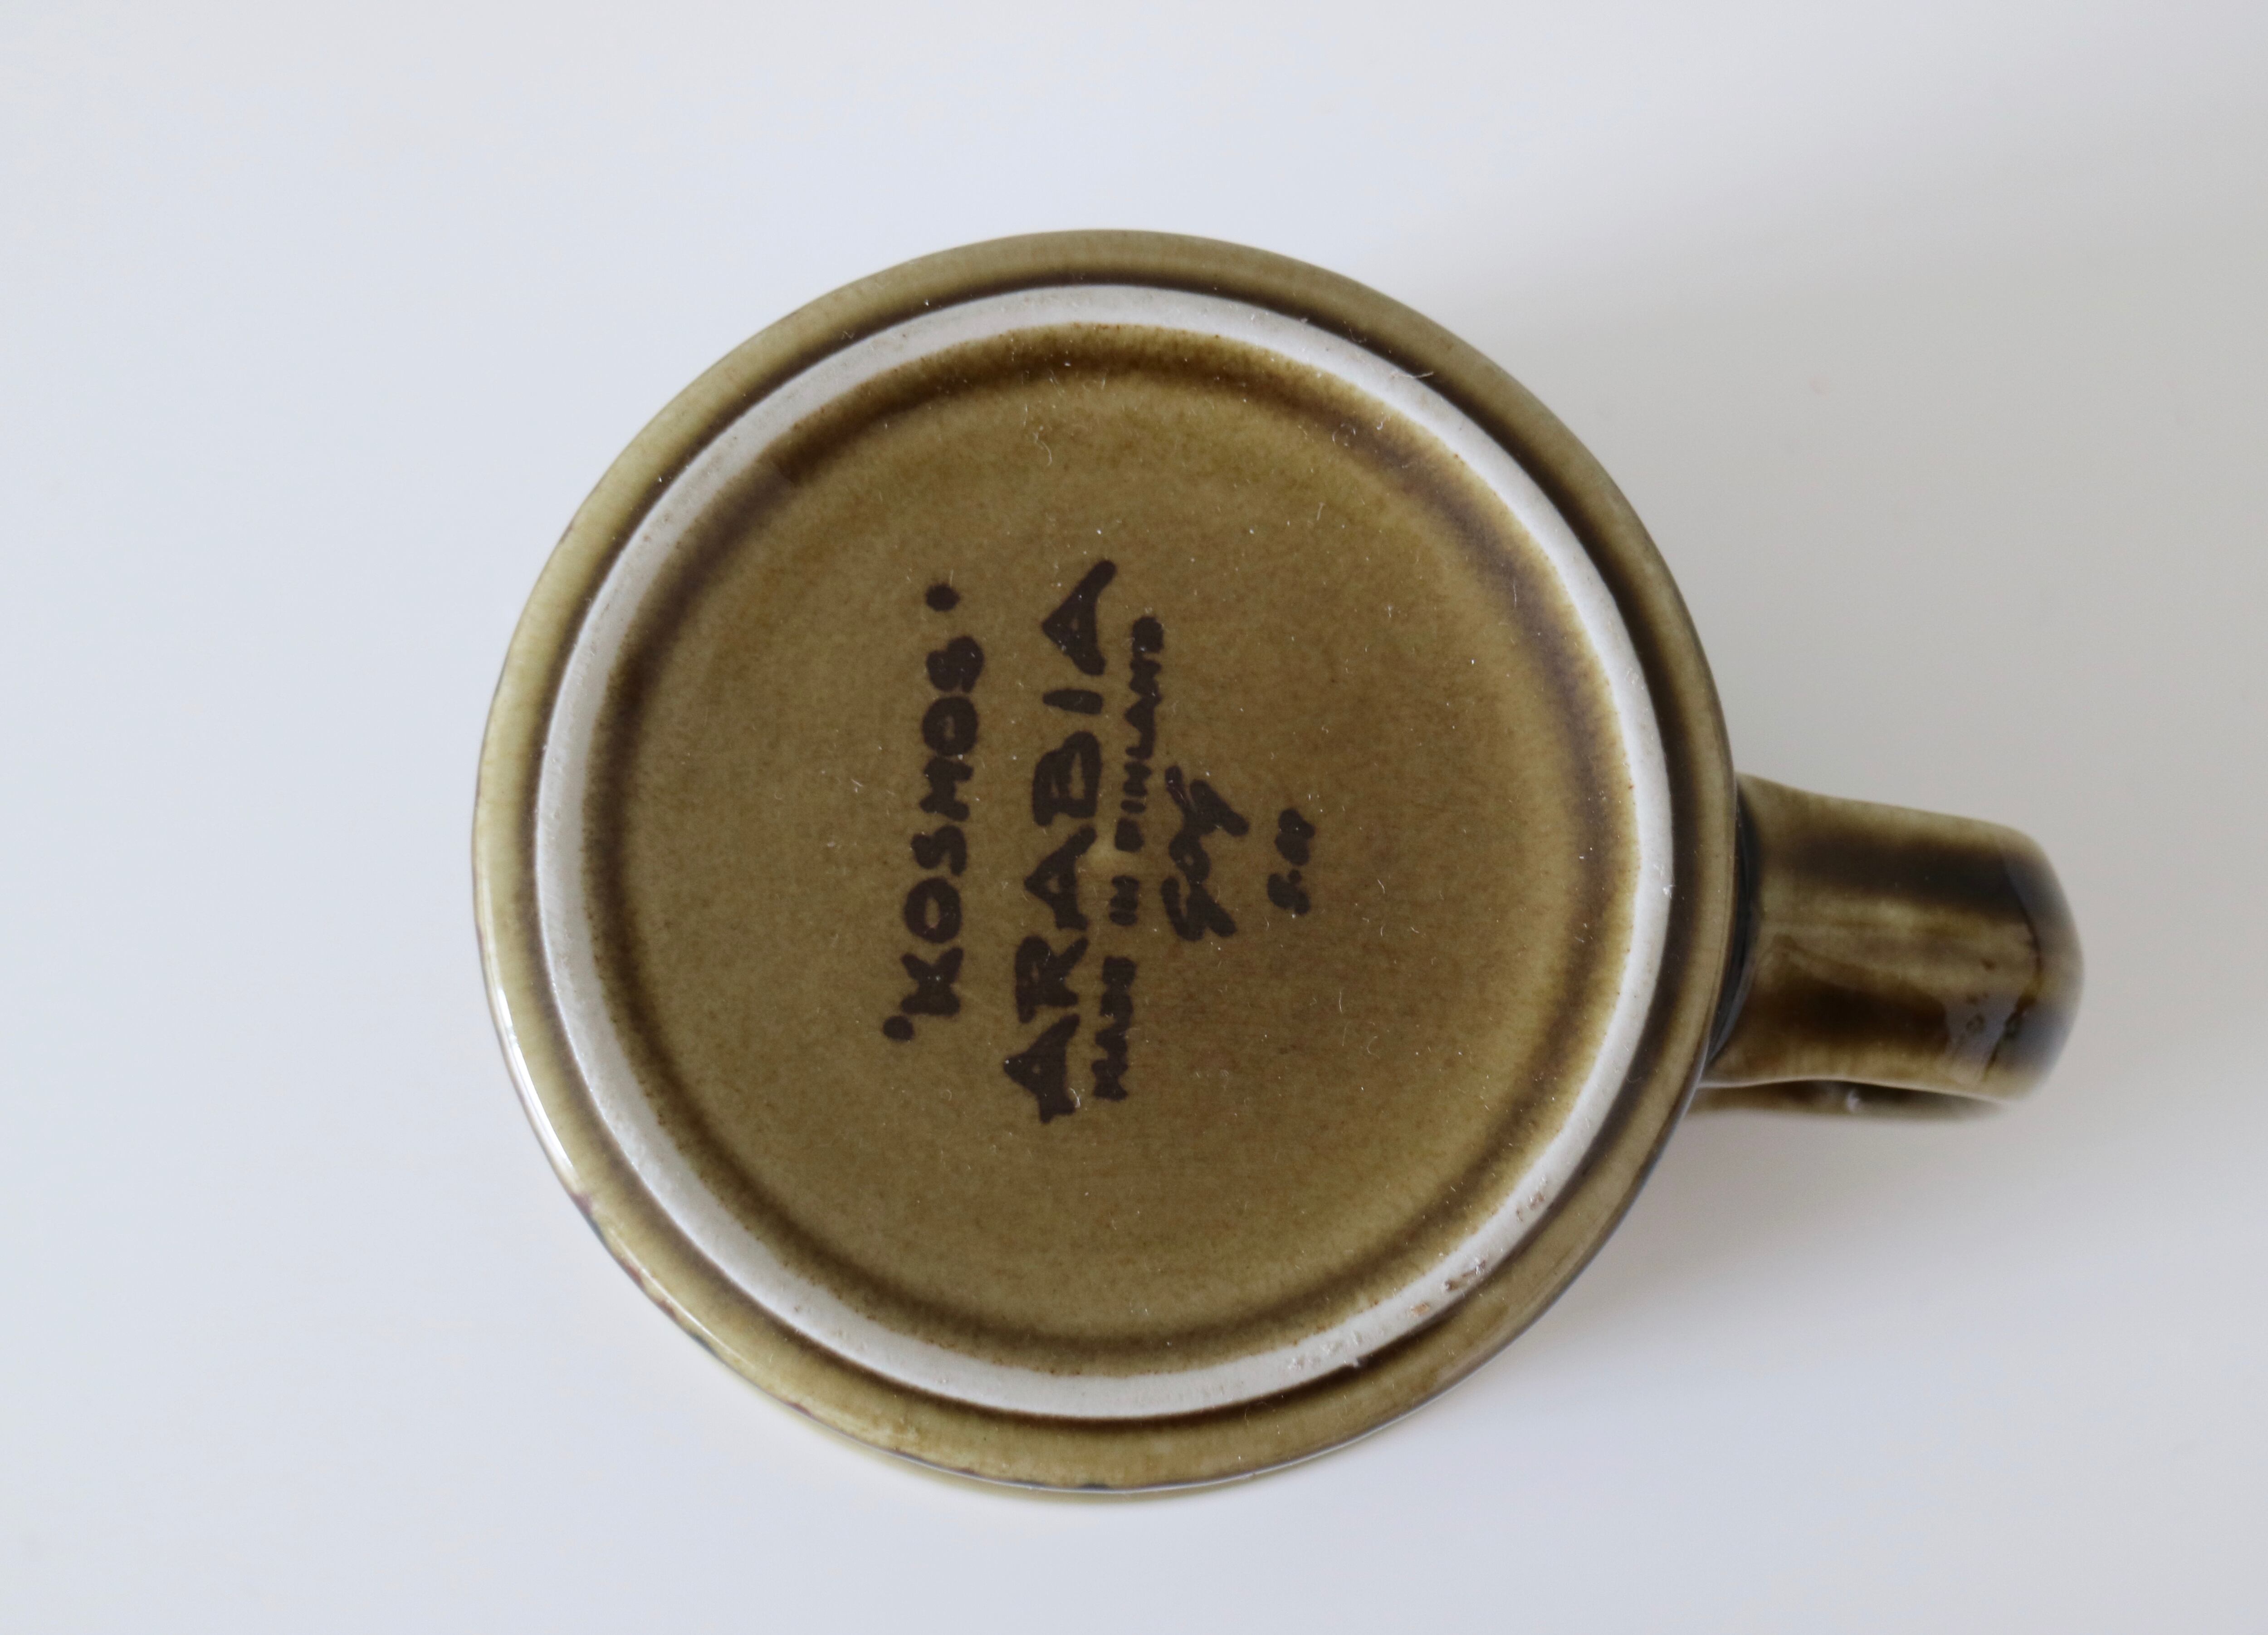 'KOSMOS'
ARABIA
MADE IN FINLAND